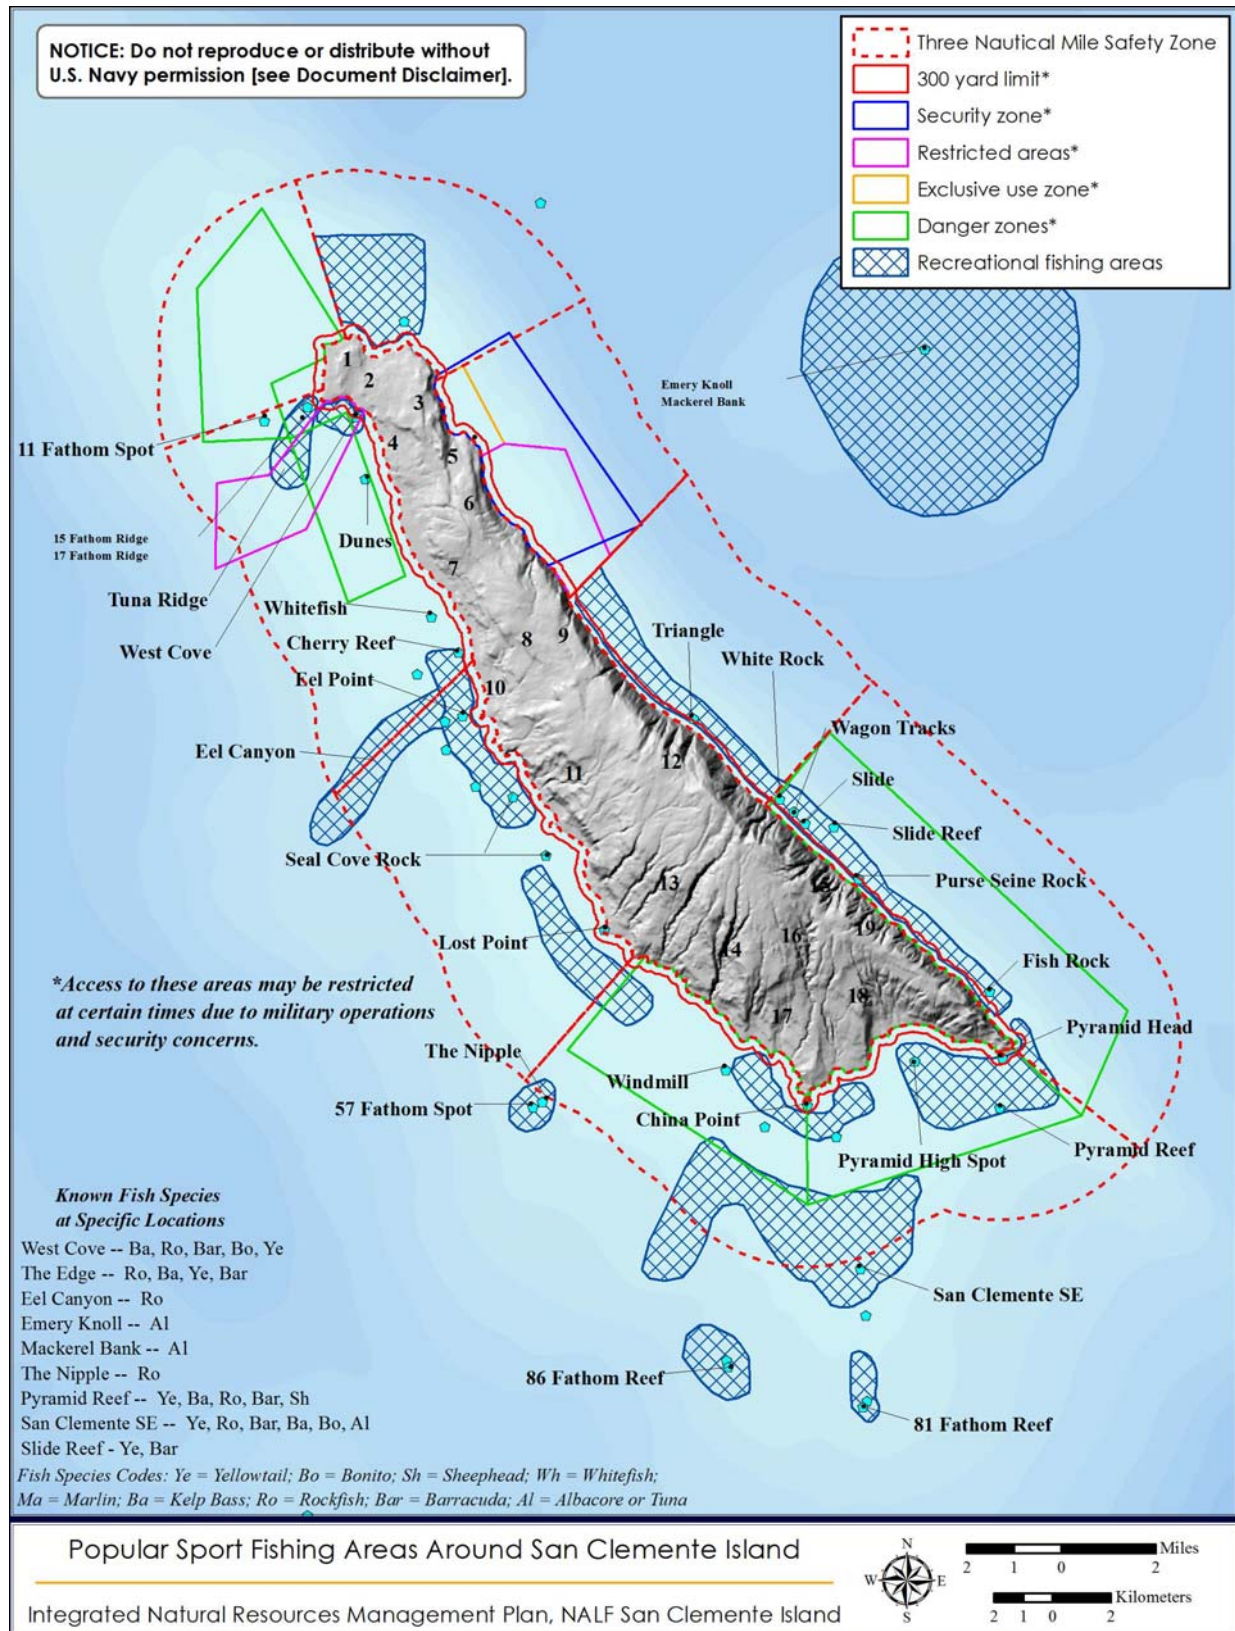 NOTICE: Do not reproduce or distribute without
U.S. Navy permission [see Document Disclaimer].
Three Nautical Mile Safety Zone
300 yard limit*
Security zone*
Restricted areas*
Exclusive use zone*
Danger zones*
Recreational fishing areas
1
2
3
4
5
6
7
8
9
10
11
12
13
14
15
16
17
18
19
Emery Knoll
Mackerel Bank
11 Fathom Spot
15 Fathom Ridge
17 Fathom Ridge
Dunes
Tuna Ridge
Whitefish
West Cove
Cherry Reef
Triangle
White Rock
Eel Point
Wagon Tracks
Eel Canyon
Slide
Slide Reef
Seal Cove Rock
Purse Seine Rock
Lost Point
Fish Rock
*Access to these areas may be restricted
at certain times due to military operations
and security concerns.
Pyramid Head
The Nipple
Windmill
57 Fathom Spot
China Point
Pyramid Reef
Pyramid High Spot
San Clemente SE
86 Fathom Reef
81 Fathom Reef
Known Fish Species
at Specific Locations
West Cove -- Ba, Ro, Bar, Bo, Ye
The Edge -- Ro, Ba, Ye, Bar
Eel Canyon -- Ro
Emery Knoll -- Al
Mackerel Bank -- Al
The Nipple -- Ro
Pyramid Reef -- Ye, Ba, Ro, Bar, Sh
San Clemente SE -- Ye, Ro, Bar, Ba, Bo, Al
Slide Reef - Ye, Bar
Fish Species Codes: Ye = Yellowtail; Bo = Bonito; Sh = Sheephead; Wh = Whitefish;
Ma = Marlin; Ba = Kelp Bass; Ro = Rockfish; Bar = Barracuda; Al = Albacore or Tuna
Popular Sport Fishing Areas Around San Clemente Island
Integrated Natural Resources Management Plan, NALF San Clemente Island
N
W E
S
Miles
2 1 0 2
Kilometers
2 1 0 2